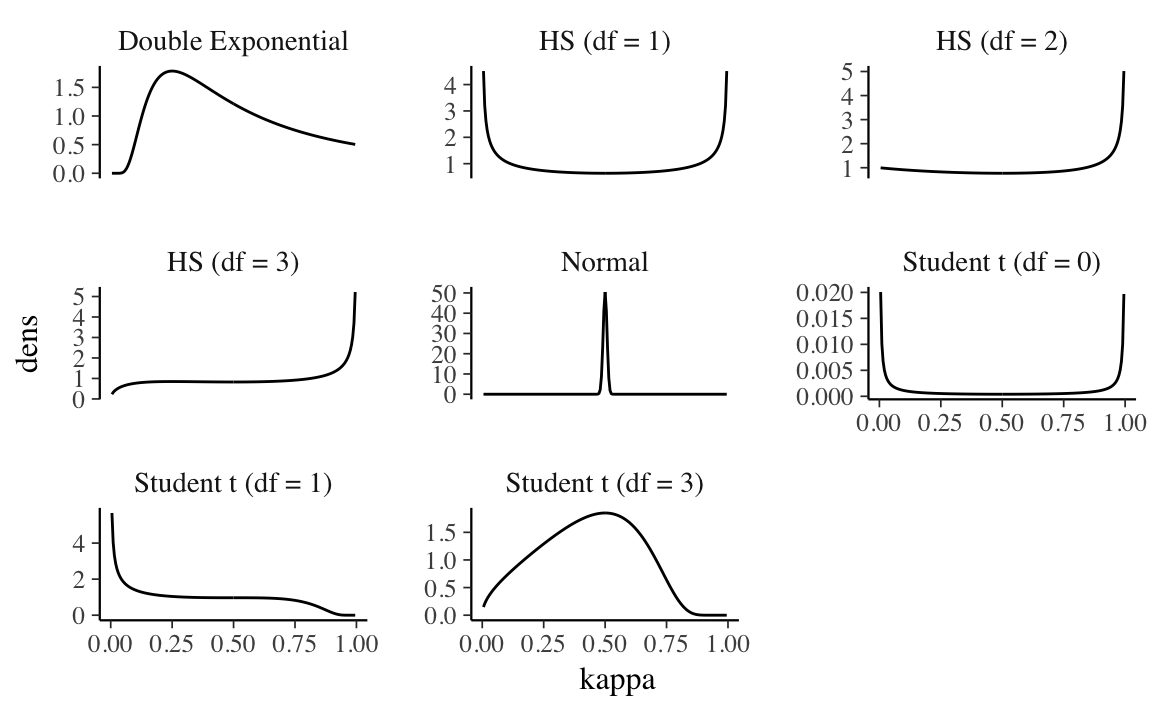 Double Exponential
HS (df = 1)
HS (df = 2)
1.5
1.0
0.5
0.0
4
3
2
1
5
4
3
2
1
HS (df = 3)
Normal
Student t (df = 0)
5
4
3
2
1
0
50
40
30
20
10
0
0.020
0.015
0.010
0.005
0.000
0.00 0.25 0.50 0.75 1.00
dens
Student t (df = 1)
Student t (df = 3)
4
2
0
1.5
1.0
0.5
0.0
0.00 0.25 0.50 0.75 1.00
0.00 0.25 0.50 0.75 1.00
kappa